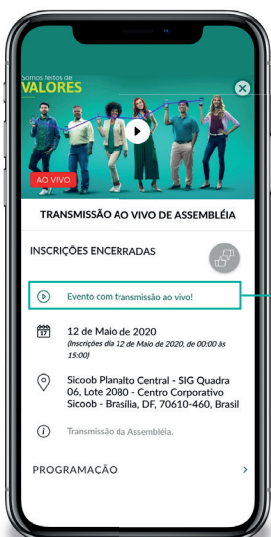 Somos feitos de
VALORES
AO VIVO
TRANSMISSÃO AO VIVO DE ASSEMBLÉIA
INSCRIÇÕES ENCERRADAS
Evento com transmissão ao vivo!
17
12 de Maio de 2020
(Inscrições dia 12 de Maio de 2020, de 00:00 às
15:00)
Sicoob Planalto Central - SIG Quadra
06, Lote 2080 - Centro Corporativo
Sicoob - Brasília, DF, 70610-460, Brasil
Transmissão da Assembléia.
PROGRAMAÇÃO